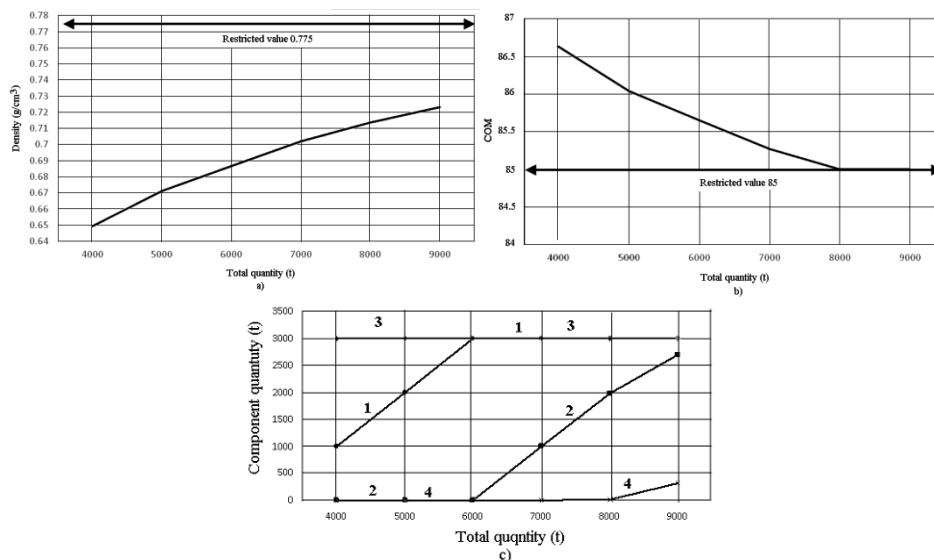 0.78
0.77
0.76
0.75
0.74
0.73
0.72
0.71
0.7
0.69
0.68
0.67
0.66
0.65
0.64
Density (g/cm³)
Restricted value 0.775
4000 5000 6000 7000 8000 9000
Total quantity (t)
a)
87
86.5
86
85.5
85
84.5
84
COM
Restricted value 85
4000 5000 6000 7000 8000 9000
Total quantity (t)
b)
3500
3000
2500
2000
1500
1000
500
0
Component quantuty (t)
3 1 3
1
2
2 4
4
4000 5000 6000 7000 8000 9000
Total quqntity (t)
c)